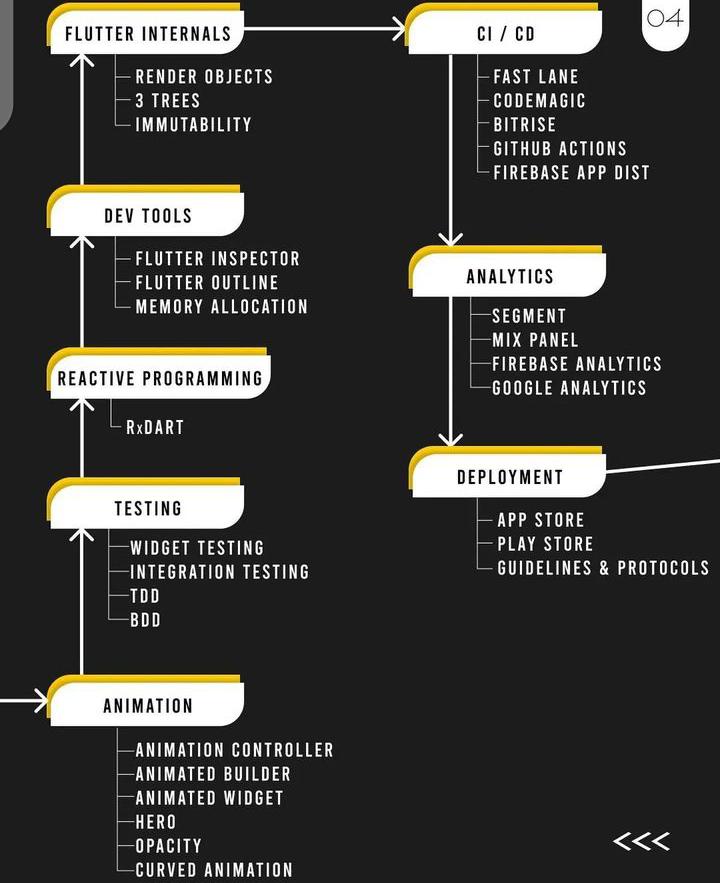 04
FLUTTER INTERNALS
RENDER OBJECTS
3 TREES
IMMUTABILITY
DEV TOOLS
FLUTTER INSPECTOR
FLUTTER OUTLINE
MEMORY ALLOCATION
REACTIVE PROGRAMMING
RxDART
TESTING
WIDGET TESTING
INTEGRATION TESTING
TDD
BDD
ANIMATION
ANIMATION CONTROLLER
ANIMATED BUILDER
ANIMATED WIDGET
HERO
OPACITY
CURVED ANIMATION
CI / CD
FAST LANE
CODEMAGIC
BITRISE
GITHUB ACTIONS
FIREBASE APP DIST
ANALYTICS
SEGMENT
MIX PANEL
FIREBASE ANALYTICS
GOOGLE ANALYTICS
DEPLOYMENT
APP STORE
PLAY STORE
GUIDELINES & PROTOCOLS